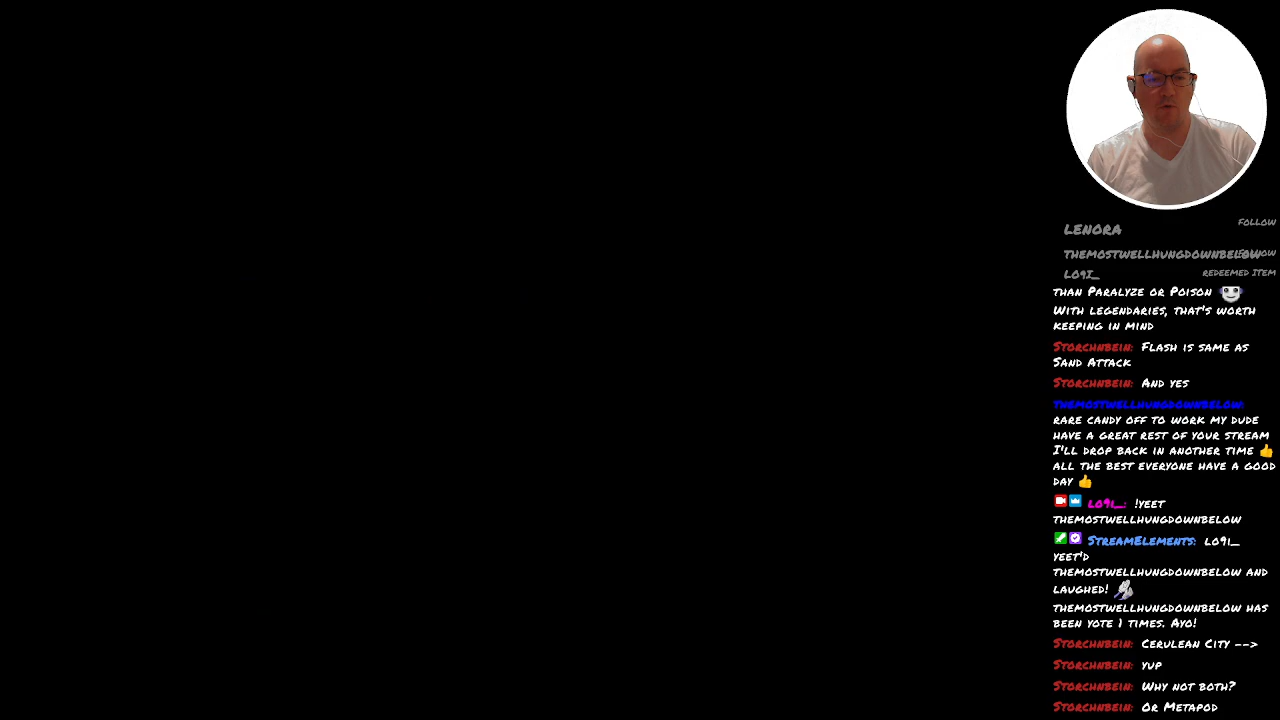 LENORA FOLLOW
THEMOSTWELLHUNGDOWNBELOW
LO9I_ REDEEMED ITEM
THAN PARALYZE OR POISON
WITH LEGENDARIES, THAT'S WORTH
KEEPING IN MIND
STORCHNBEIN: FLASH IS SAME AS
SAND ATTACK
STORCHNBEIN: AND YES
THEMOSTWELLHUNGDOWNBELOW:
RARE CANDY OFF TO WORK MY DUDE
HAVE A GREAT REST OF YOUR STREAM
I'LL DROP BACK IN ANOTHER TIME 👍
ALL THE BEST EVERYONE HAVE A GOOD
DAY 👍
LO9I_: !YEET
THEMOSTWELLHUNGDOWNBELOW
STREAMELEMENTS: LO9I_
YEET'D
THEMOSTWELLHUNGDOWNBELOW AND
LAUGHED!
THEMOSTWELLHUNGDOWNBELOW HAS
BEEN YOTE 1 TIMES. AYO!
STORCHNBEIN: CERULEAN CITY -->
STORCHNBEIN: YUP
STORCHNBEIN: WHY NOT BOTH?
STORCHNBEIN: OR METAPOD